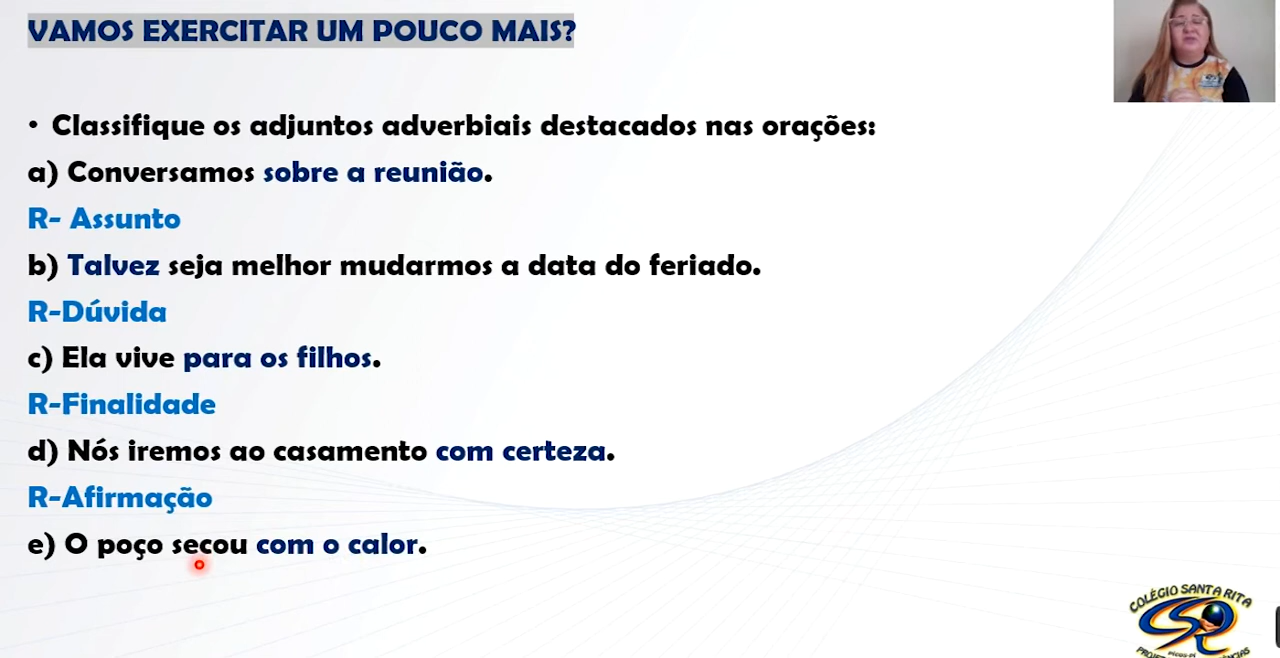 VAMOS EXERCITAR UM POUCO MAIS?
• Classifique os adjuntos adverbiais destacados nas orações:
a) Conversamos sobre a reunião.
R- Assunto
b) Talvez seja melhor mudarmos a data do feriado.
R-Dúvida
c) Ela vive para os filhos.
R-Finalidade
d) Nós iremos ao casamento com certeza.
R-Afirmação
e) O poço secou com o calor.
COLÉGIO SANTA RITA
PICOS-PI